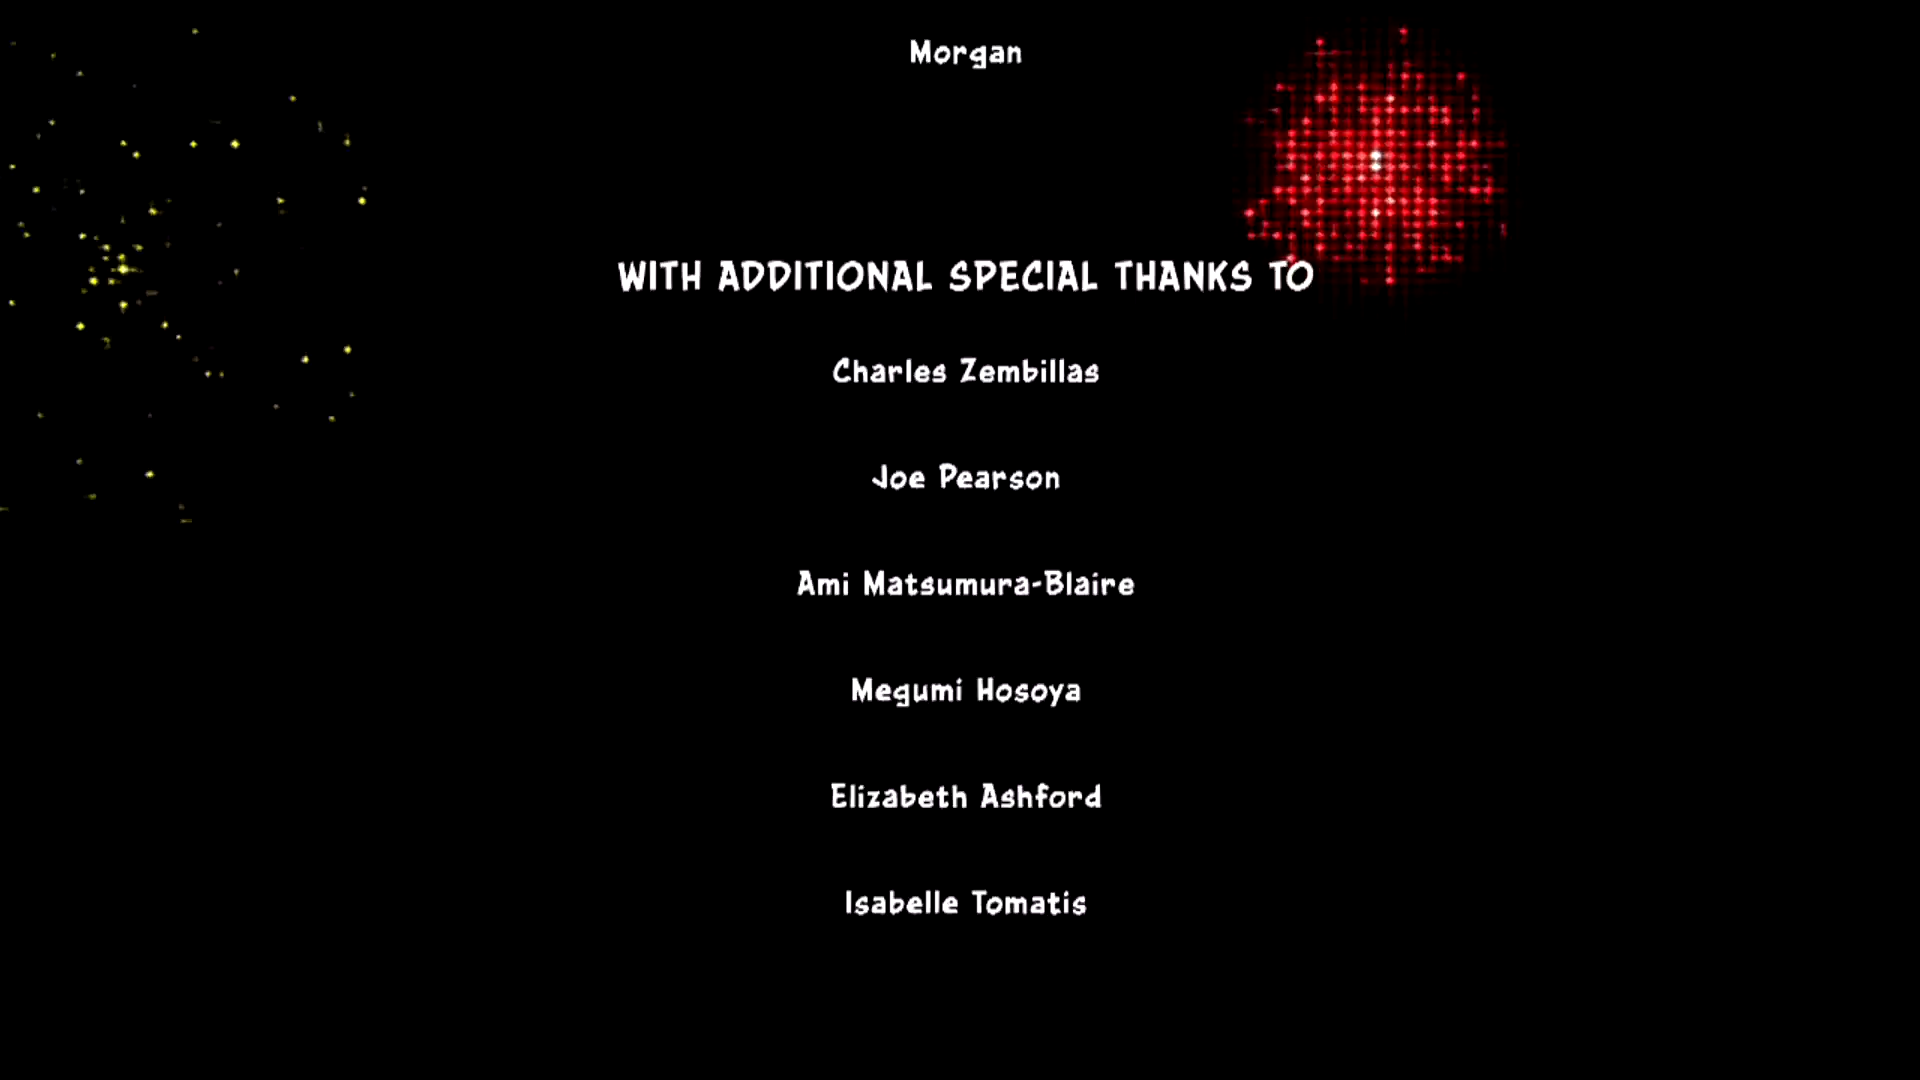 Morgan
WITH ADDITIONAL SPECIAL THANKS TO
Charles Zembillas
Joe Pearson
Ami Matsumura-Blaire
Megumi Hosoya
Elizabeth Ashford
Isabelle Tomatis